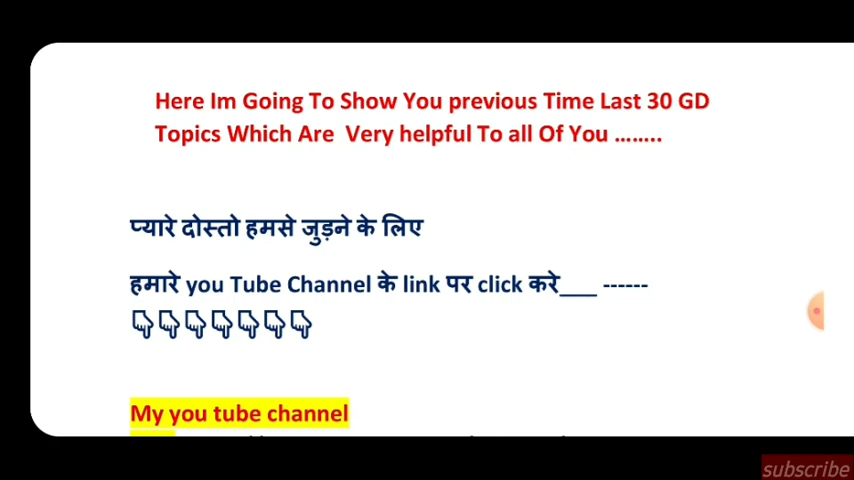 Here Im Going To Show You previous Time Last 30 GD
Topics Which Are Very helpful To all Of You ........
प्यारे दोस्तो हमसे जुड़ने के लिए
हमारे you Tube Channel के link पर click करे___ ------
👇👇👇👇👇👇👇
My you tube channel
subscribe